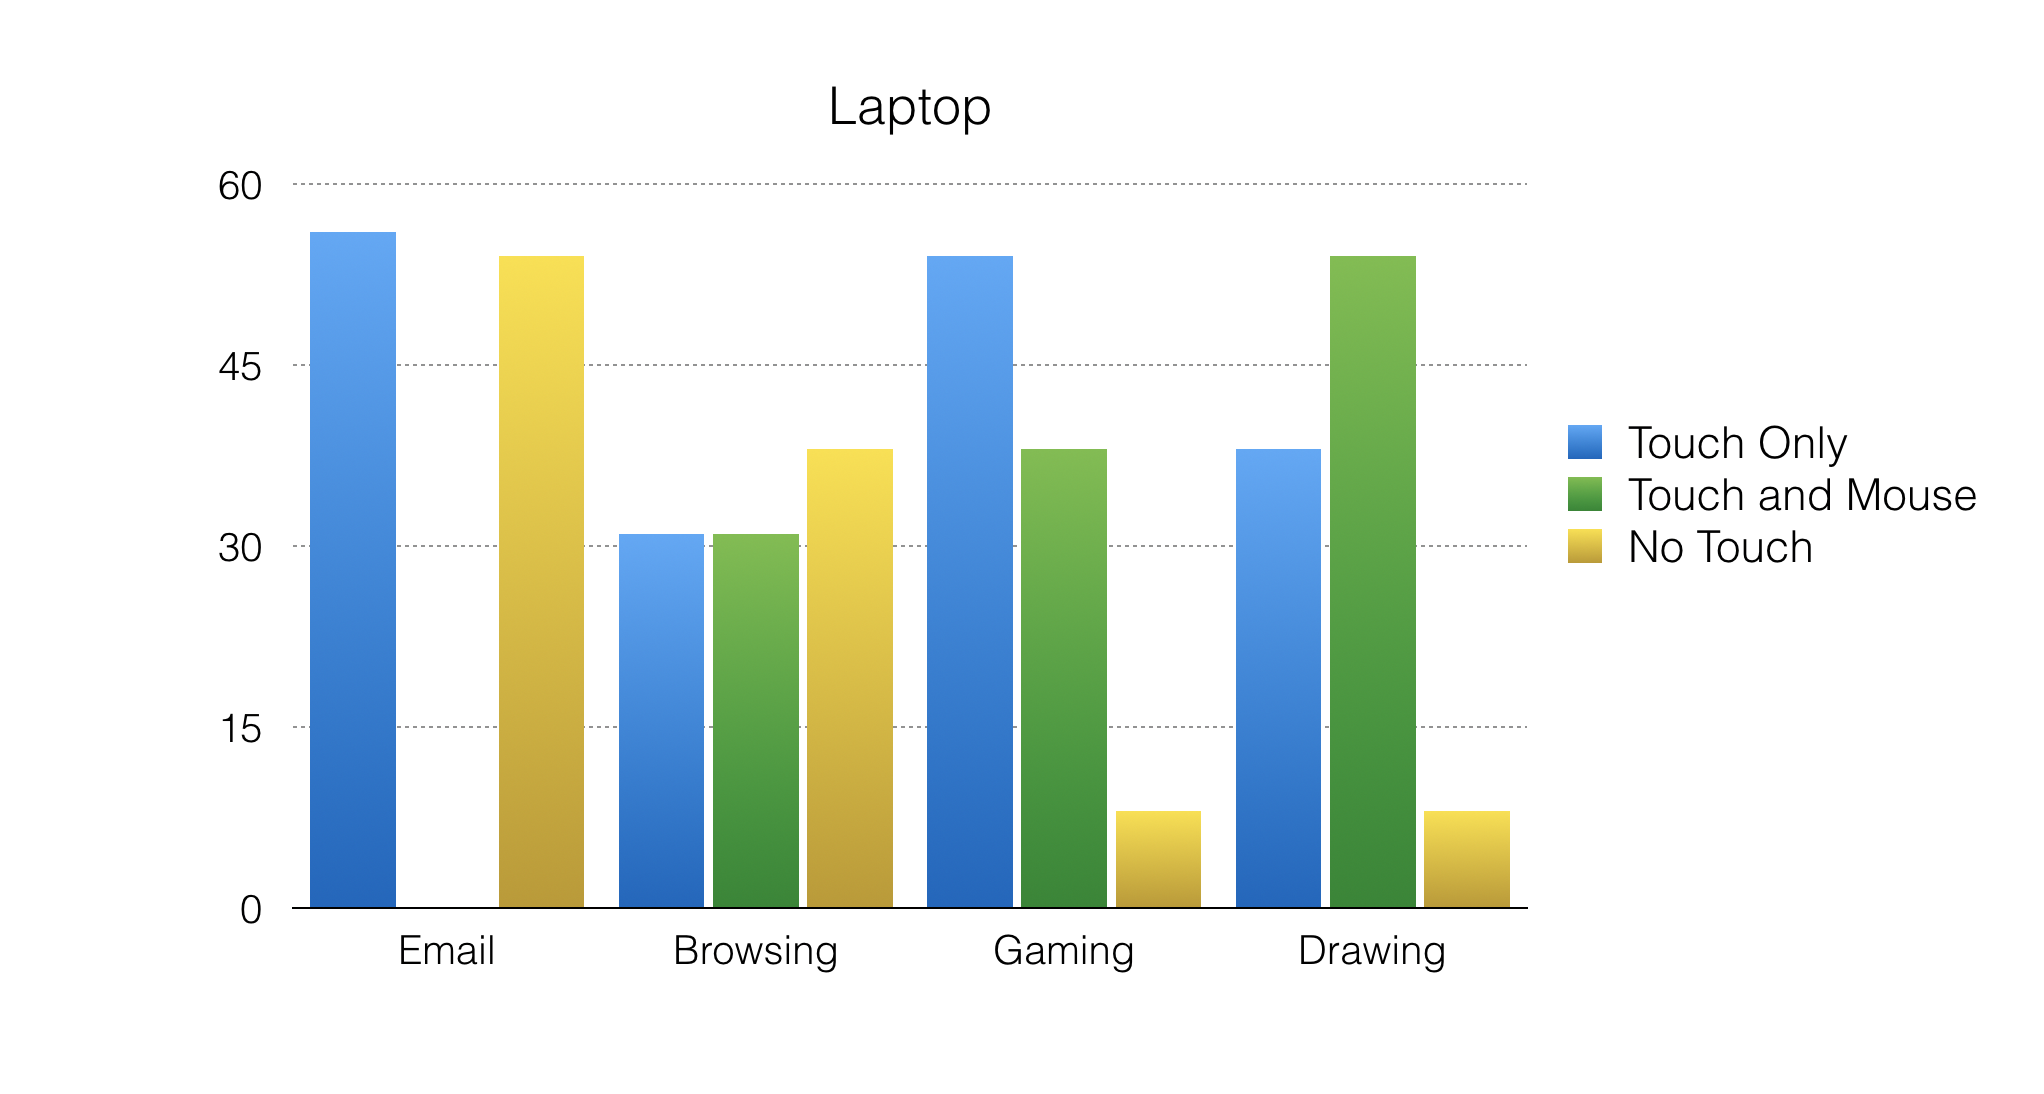 Laptop
60
45
30
15
0
Email
Browsing
Gaming
Drawing
Touch Only
Touch and Mouse
No Touch